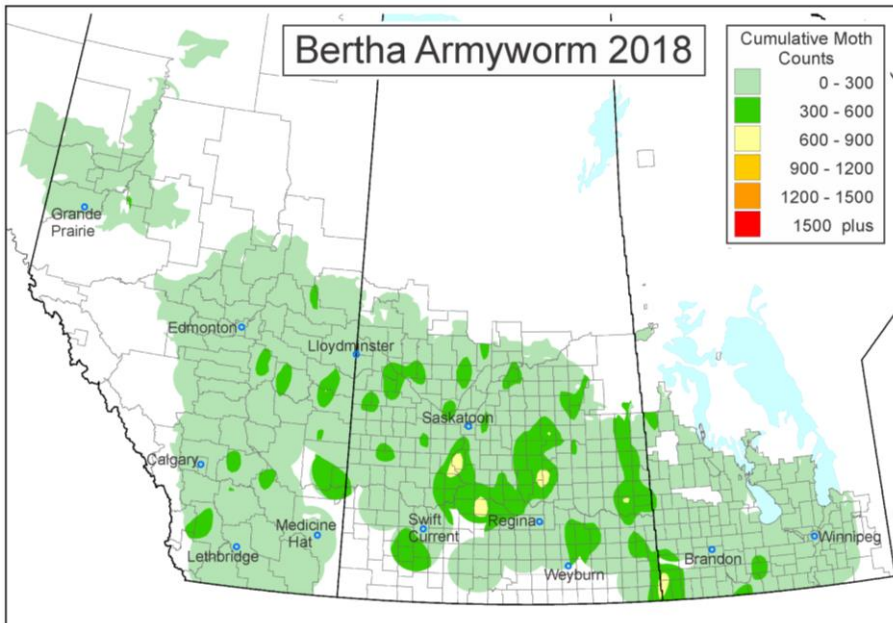 Bertha Armyworm 2018
Cumulative Moth
Counts
0 - 300
300 - 600
600 - 900
900 - 1200
1200 - 1500
1500 plus
Grande
Prairie
Edmonton
Lloydminster
Saskatoon
Calgary
Medicine
Hat
Lethbridge
Swift
Current
Regina
Weyburn
Brandon
Winnipeg